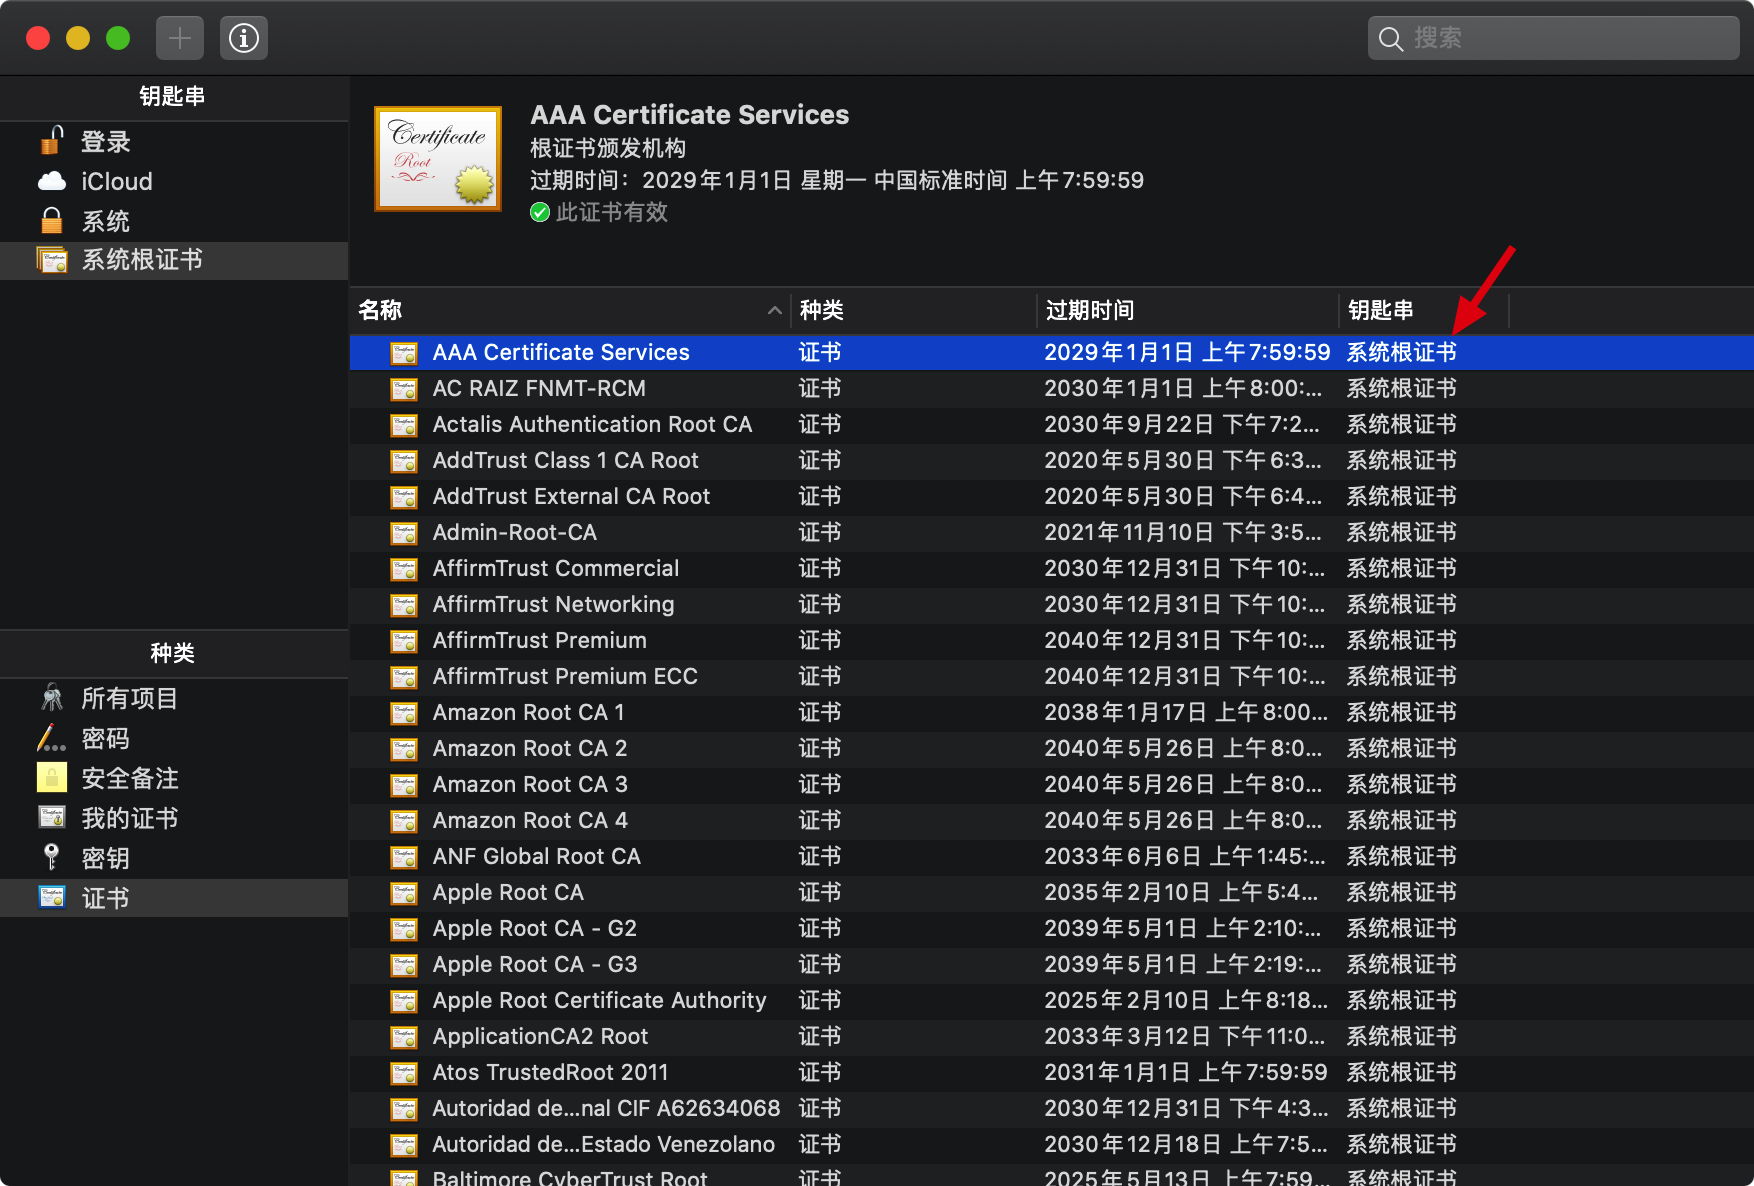 搜索
钥匙串
登录
iCloud
系统
系统根证书
种类
所有项目
密码
安全备注
我的证书
密钥
证书
Certificate
Root
AAA Certificate Services
根证书颁发机构
过期时间：2029年1月1日 星期一 中国标准时间 上午7:59:59
此证书有效
名称 种类 过期时间 钥匙串
AAA Certificate Services 证书 2029年1月1日 上午7:59:59 系统根证书
AC RAIZ FNMT-RCM 证书 2030年1月1日 上午8:00:... 系统根证书
Actalis Authentication Root CA 证书 2030年9月22日 下午7:2... 系统根证书
AddTrust Class 1 CA Root 证书 2020年5月30日 下午6:3... 系统根证书
AddTrust External CA Root 证书 2020年5月30日 下午6:4... 系统根证书
Admin-Root-CA 证书 2021年11月10日 下午3:5... 系统根证书
AffirmTrust Commercial 证书 2030年12月31日 下午10:... 系统根证书
AffirmTrust Networking 证书 2030年12月31日 下午10:... 系统根证书
AffirmTrust Premium 证书 2040年12月31日 下午10:... 系统根证书
AffirmTrust Premium ECC 证书 2040年12月31日 下午10:... 系统根证书
Amazon Root CA 1 证书 2038年1月17日 上午8:00... 系统根证书
Amazon Root CA 2 证书 2040年5月26日 上午8:0... 系统根证书
Amazon Root CA 3 证书 2040年5月26日 上午8:0... 系统根证书
Amazon Root CA 4 证书 2040年5月26日 上午8:0... 系统根证书
ANF Global Root CA 证书 2033年6月6日 上午1:45:... 系统根证书
Apple Root CA 证书 2035年2月10日 上午5:4... 系统根证书
Apple Root CA - G2 证书 2039年5月1日 上午2:10:... 系统根证书
Apple Root CA - G3 证书 2039年5月1日 上午2:19:... 系统根证书
Apple Root Certificate Authority 证书 2025年2月10日 上午8:18... 系统根证书
ApplicationCA2 Root 证书 2033年3月12日 下午11:0... 系统根证书
Atos TrustedRoot 2011 证书 2031年1月1日 上午7:59:59 系统根证书
Autoridad de...nal CIF A62634068 证书 2030年12月31日 下午4:3... 系统根证书
Autoridad de...Estado Venezolano 证书 2030年12月18日 上午7:5... 系统根证书
Baltimore CyberTrust Root 证书 2025年5月13日 上午7:59... 系统根证书